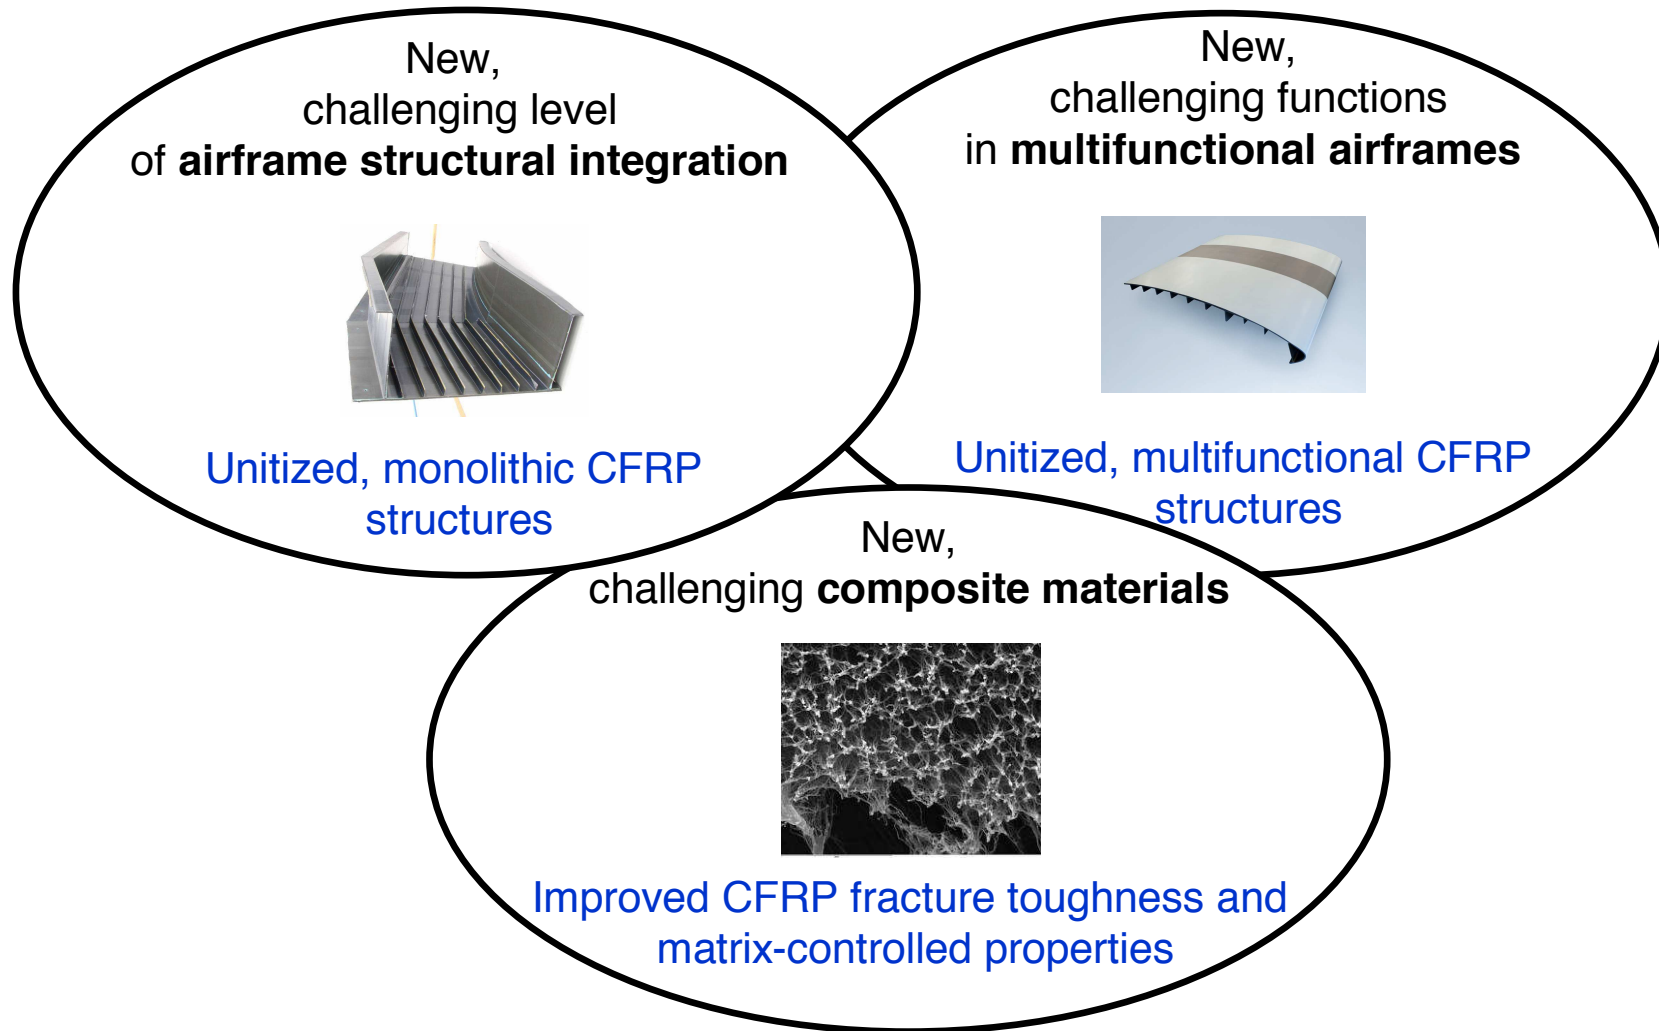 New,
challenging level
of airframe structural integration
Unitized, monolithic CFRP
structures
New,
challenging functions
in multifunctional airframes
Unitized, multifunctional CFRP
structures
New,
challenging composite materials
Improved CFRP fracture toughness and
matrix-controlled properties